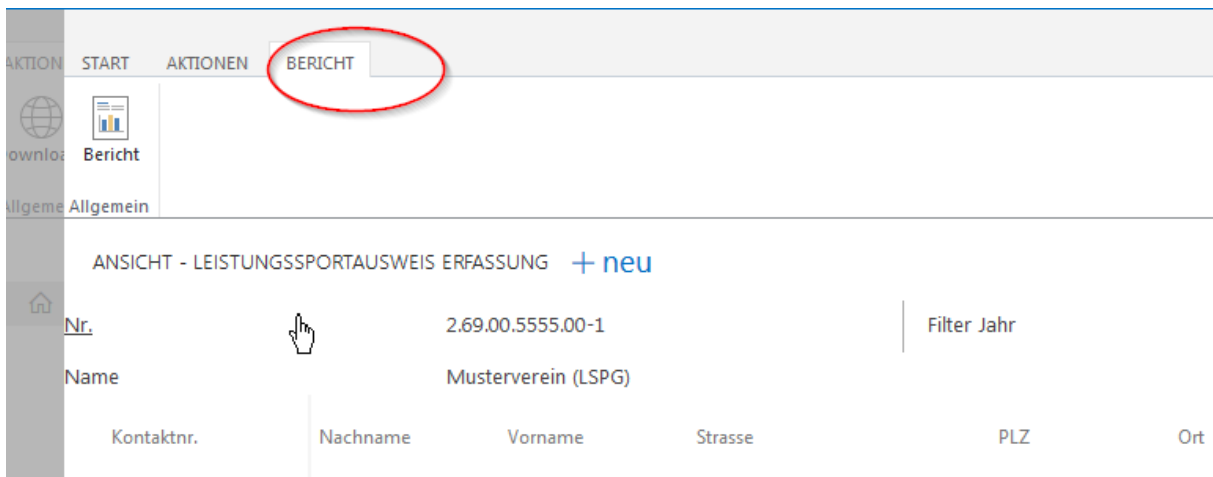 AKTION START AKTIONEN BERICHT
ownloa Bericht
Allgeme Allgemein
ANSICHT - LEISTUNGSSPORTAUSWEIS ERFASSUNG + neu
Nr. 2.69.00.5555.00-1 Filter Jahr
Name Musterverein (LSPG)
Kontaktnr. Nachname Vorname Strasse PLZ Ort